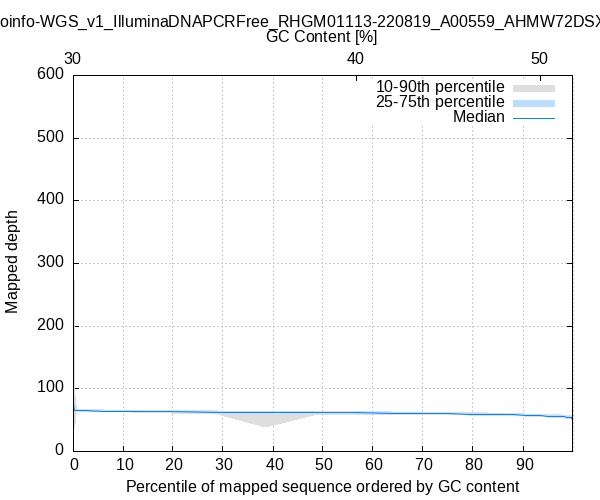 oinfo-WGS_v1_IlluminaDNAPCRFree_RHGM01113-220819_A00559_AHMW72DSX
GC Content [%]
30 40 50
10-90th percentile
25-75th percentile
Median
600
500
400
300
200
100
0
Mapped depth
0 10 20 30 40 50 60 70 80 90
Percentile of mapped sequence ordered by GC content